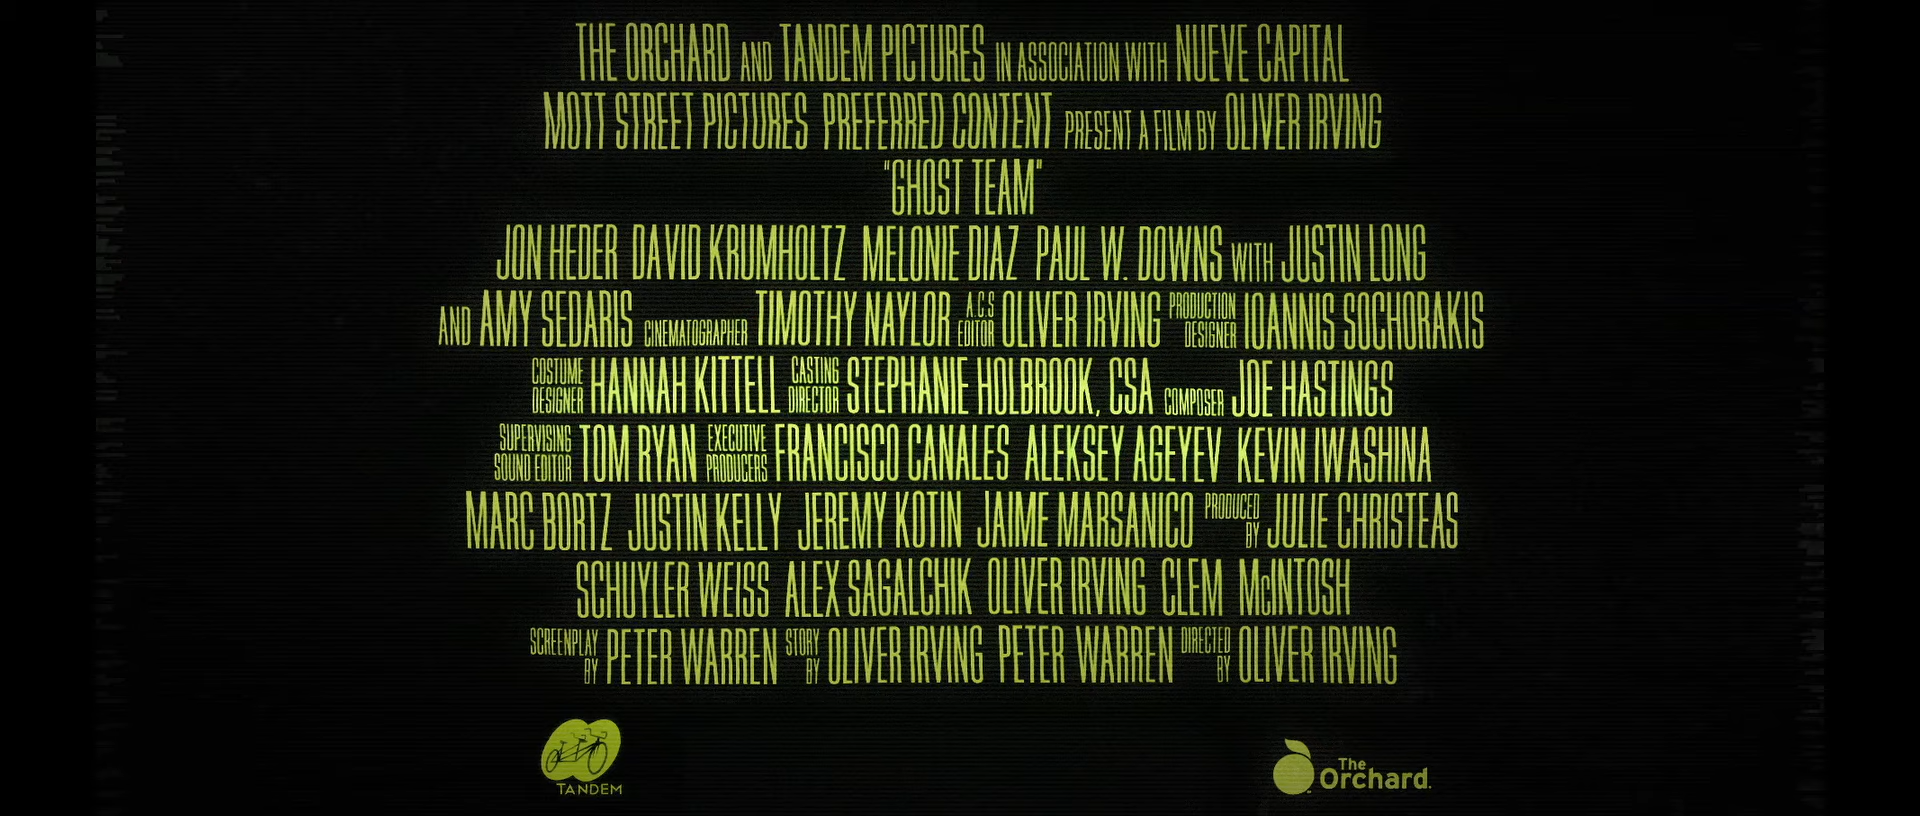 THE ORCHARD AND TANDEM PICTURES IN ASSOCIATION WITH NUEVE CAPITAL
MOTT STREET PICTURES PREFERRED CONTENT PRESENT A FILM BY OLIVER IRVING
"GHOST TEAM"
JON HEDER DAVID KRUMHOLTZ MELONIE DIAZ PAUL W. DOWNS WITH JUSTIN LONG
AND AMY SEDARIS CINEMATOGRAPHER TIMOTHY NAYLOR A.C.S EDITOR OLIVER IRVING PRODUCTION DESIGNER IOANNIS SOCHORAKIS
COSTUME DESIGNER HANNAH KITTELL CASTING DIRECTOR STEPHANIE HOLBROOK, CSA COMPOSER JOE HASTINGS
SUPERVISING SOUND EDITOR TOM RYAN EXECUTIVE PRODUCERS FRANCISCO CANALES ALEKSEY AGEYEV KEVIN IWASHINA
MARC BORTZ JUSTIN KELLY JEREMY KOTIN JAIME MARSANICO PRODUCED BY JULIE CHRISTEAS
SCHUYLER WEISS ALEX SAGALCHIK OLIVER IRVING CLEM McINTOSH
SCREENPLAY BY PETER WARREN STORY BY OLIVER IRVING PETER WARREN DIRECTED BY OLIVER IRVING
TANDEM
The Orchard.